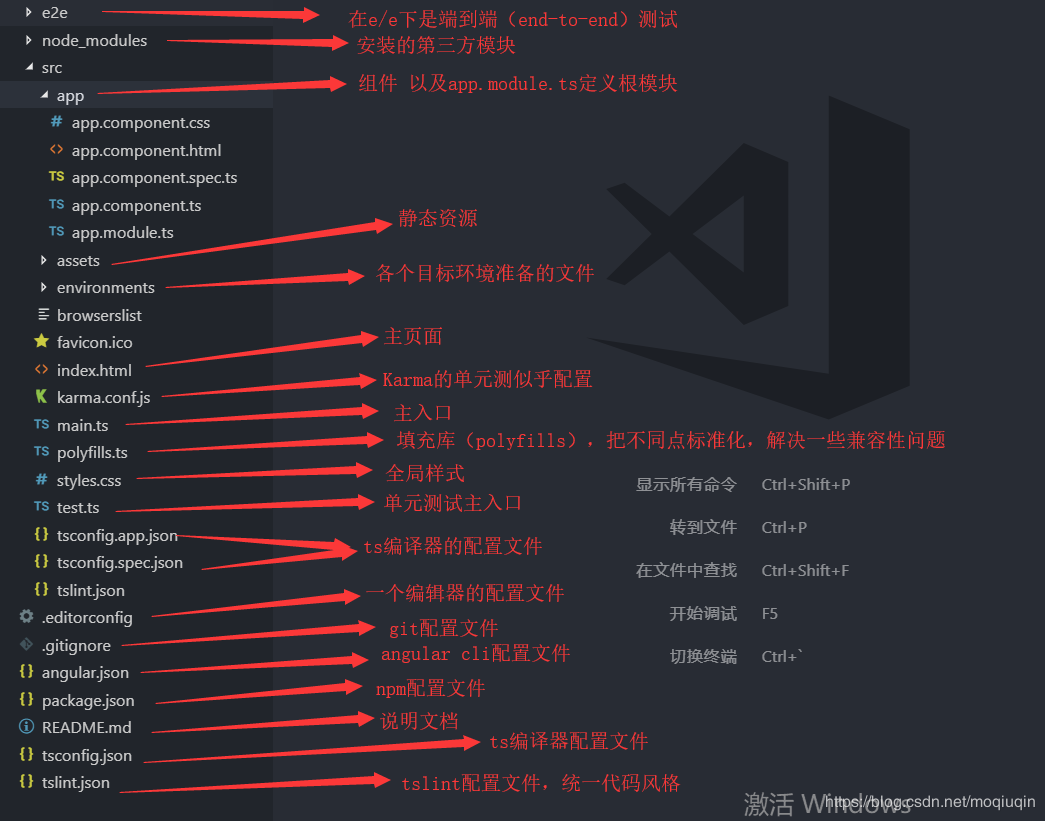 e2e 在e/e下是端到端（end-to-end）测试
node_modules 安装的第三方模块
src
app 组件 以及app.module.ts定义根模块
# app.component.css
<> app.component.html
TS app.component.spec.ts
TS app.component.ts
TS app.module.ts
静态资源
assets
environments 各个目标环境准备的文件
browserslist
favicon.ico
<> index.html 主页面
K karma.conf.js Karma的单元测似乎配置
TS main.ts 主入口
TS polyfills.ts 填充库（polyfills），把不同点标准化，解决一些兼容性问题
# styles.css 全局样式
显示所有命令 Ctrl+Shift+P
TS test.ts 单元测试主入口
转到文件 Ctrl+P
{} tsconfig.app.json
ts编译器的配置文件
{} tsconfig.spec.json
在文件中查找 Ctrl+Shift+F
{} tslint.json
.editorconfig 一个编辑器的配置文件
开始调试 F5
.gitignore git配置文件
切换终端 Ctrl+`
{} angular.json angular cli配置文件
{} package.json npm配置文件
README.md 说明文档
{} tsconfig.json ts编译器配置文件
{} tslint.json tslint配置文件，统一代码风格
激活 Windows
https://blog.csdn.net/moqiuqin